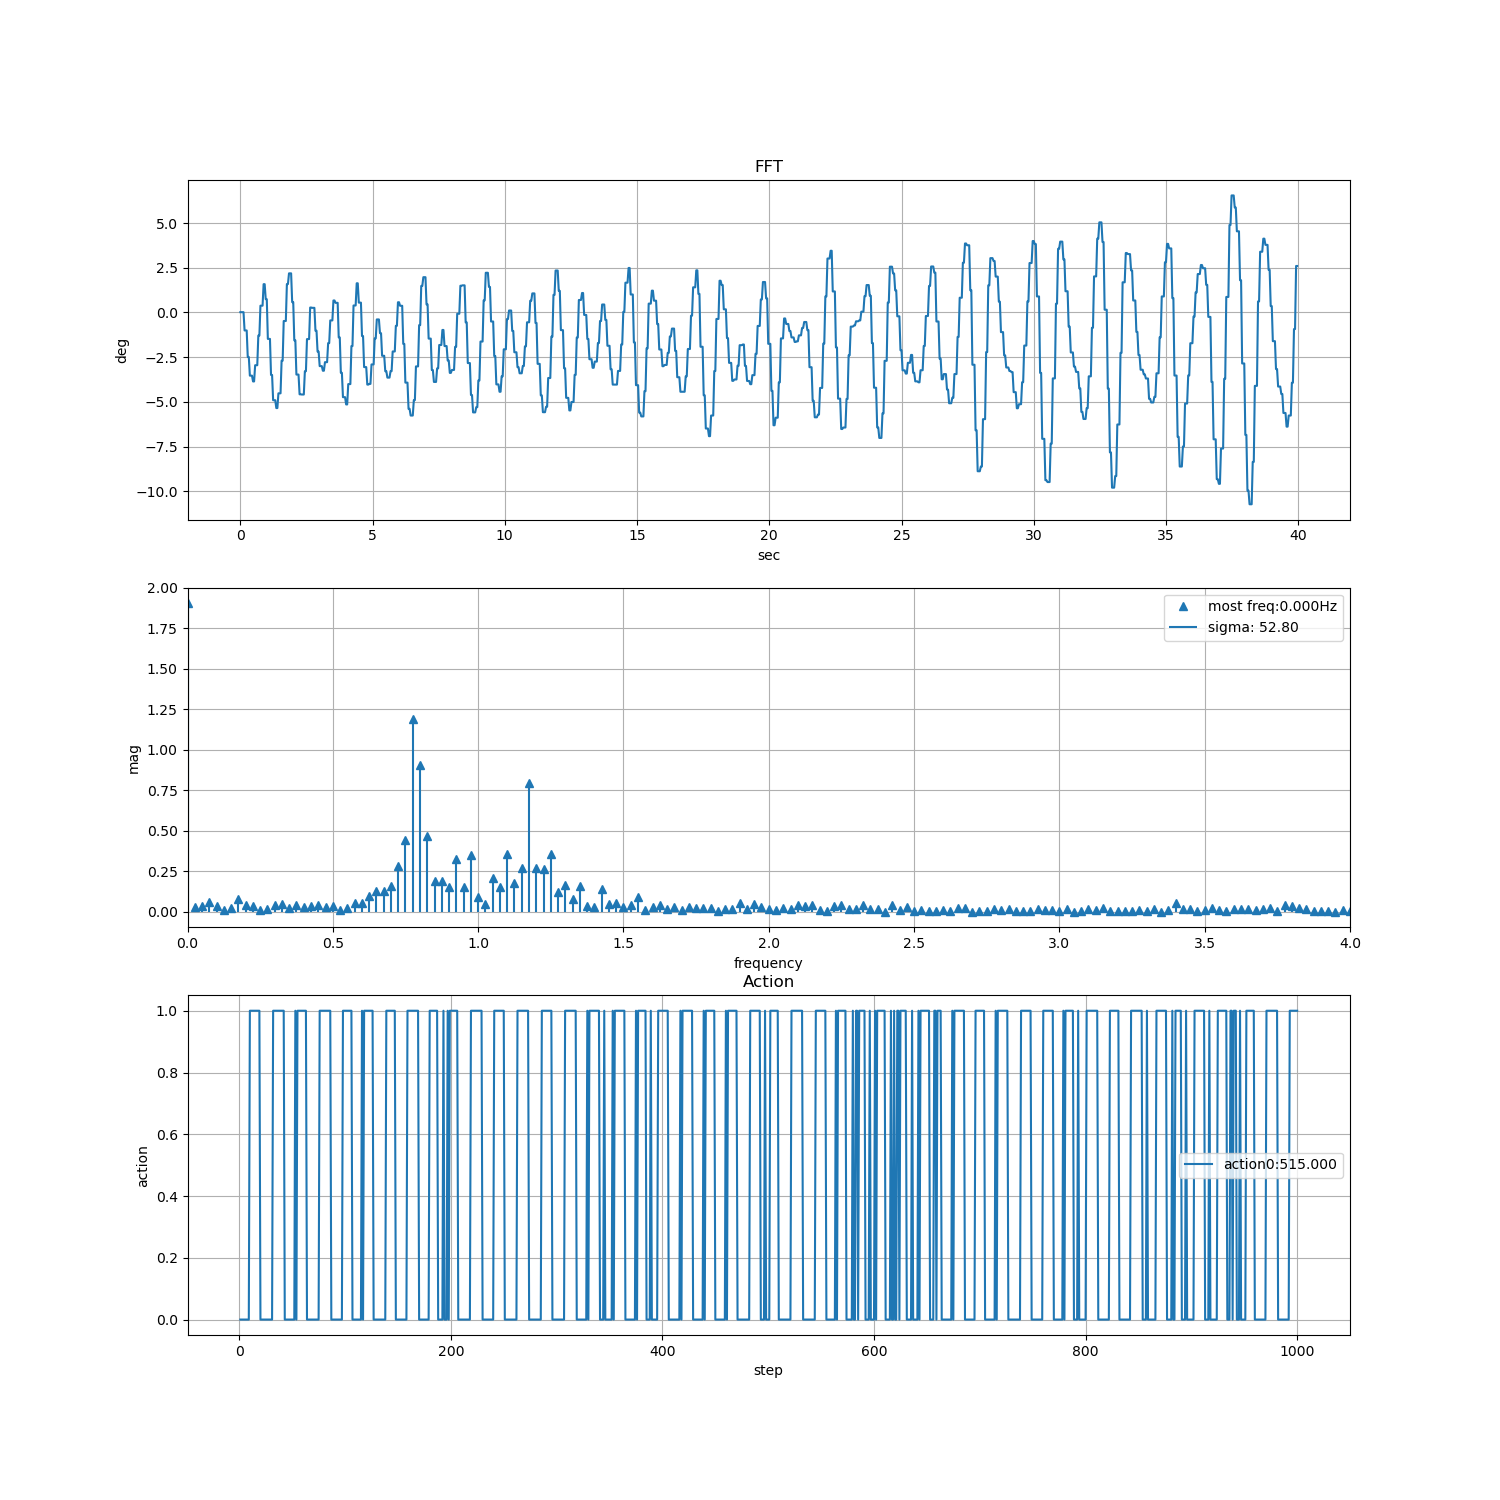 FFT
5.0
2.5
0.0
−2.5
−5.0
−7.5
−10.0
deg
0 5 10 15 20 25 30 35 40
sec
2.00
1.75
1.50
1.25
1.00
0.75
0.50
0.25
0.00
mag
most freq:0.000Hz
sigma: 52.80
0.0 0.5 1.0 1.5 2.0 2.5 3.0 3.5 4.0
frequency
Action
1.0
0.8
0.6
0.4
0.2
0.0
action
action0:515.000
0 200 400 600 800 1000
step